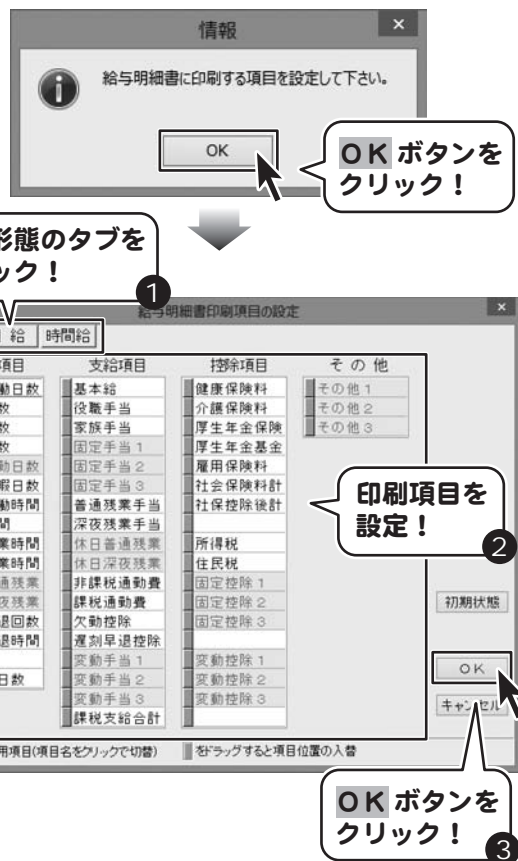 情報
給与明細書に印刷する項目を設定して下さい。
OK
OK ボタンを
クリック！
形態のタブを
ック！
1
給与明細書印刷項目の設定
給 時間給
項目 支給項目 控除項目 その他
動日数 基本給 健康保険料 その他1
数 役職手当 介護保険料 その他2
数 家族手当 厚生年金保険 その他3
数 固定手当1 厚生年金基金
動日数 固定手当2 雇用保険料
暇日数 固定手当3 社会保険料計
動時間 普通残業手当 社保控除後計
間 深夜残業手当
業時間 休日普通残業 所得税
業時間 休日深夜残業 住民税
通残業 非課税通勤費 固定控除1
夜残業 課税通勤費 固定控除2
退回数 欠勤控除 固定控除3
退時間 遅刻早退控除
変動手当1 変動控除1
日数 変動手当2 変動控除2
変動手当3 変動控除3
課税支給合計
印刷項目を
設定！
2
初期状態
OK
キャンセル
用項目(項目名をクリックで切替) をドラッグすると項目位置の入替
OK ボタンを
クリック！
3